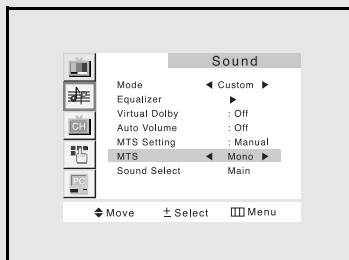 Sound
Mode ◀ Custom ▶
Equalizer ▶
Virtual Dolby : Off
Auto Volume : Off
MTS Setting : Manual
MTS ◀ Mono ▶
Sound Select Main
CH
PC
Move ± Select Menu